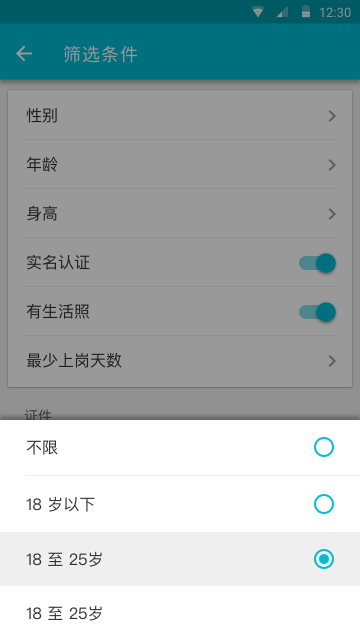 12:30
筛选条件
性别
年龄
身高
实名认证
有生活照
最少上岗天数
证件
不限
18 岁以下
18 至 25岁
18 至 25岁